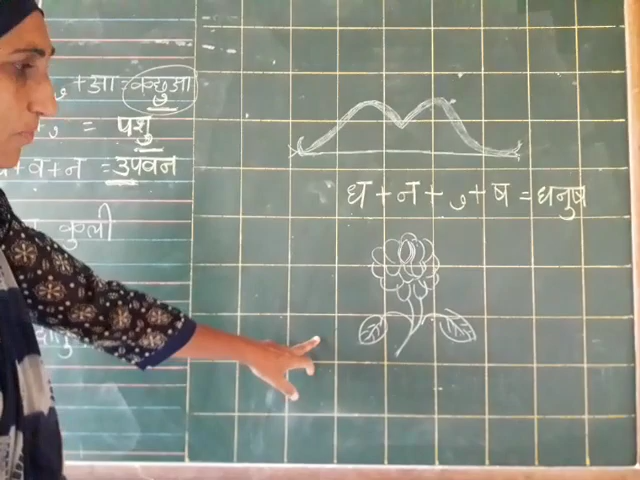 ु + आ = कछुआ
+ ु = पशु
+ व + न = उपवन
कुली
ध + न + ु + ष = धनुष